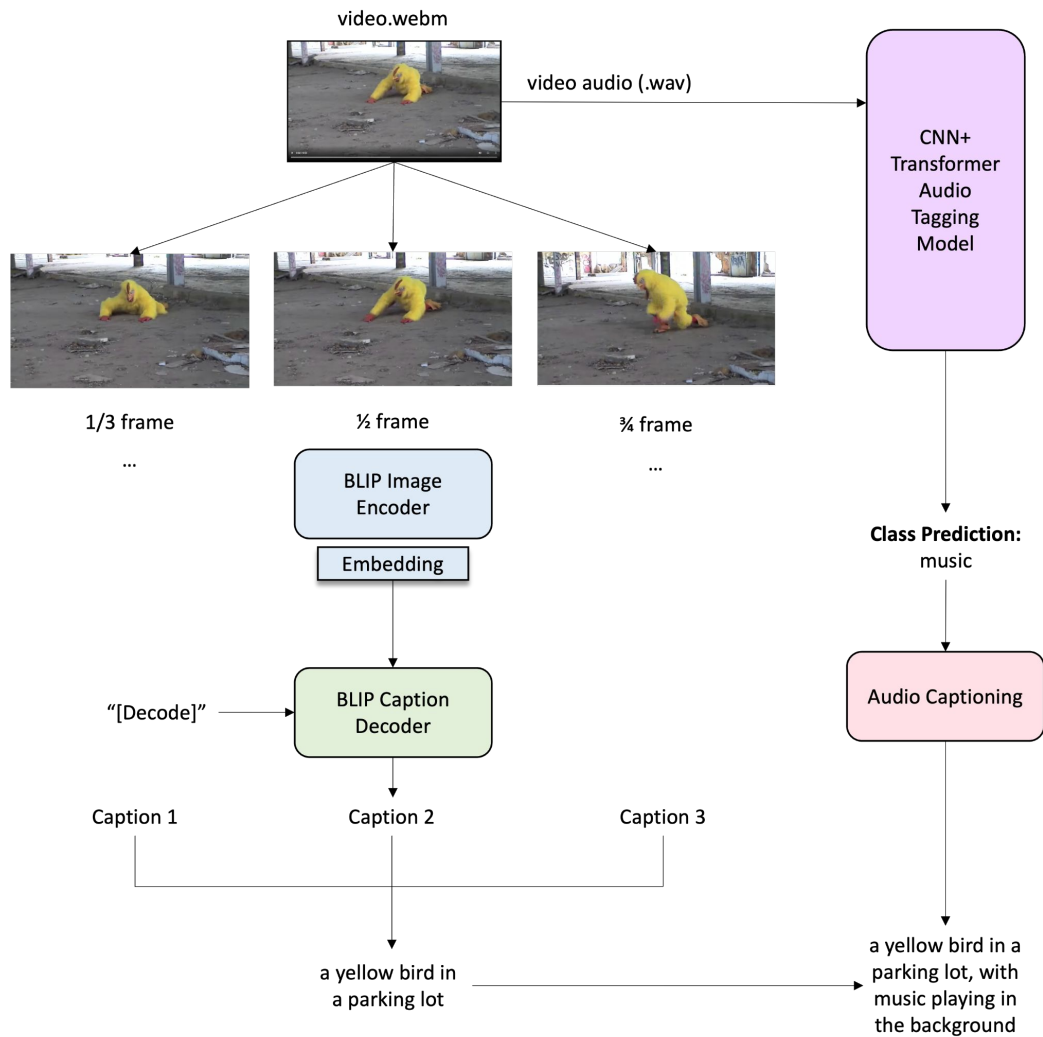 video.webm
video audio (.wav)
CNN+
Transformer
Audio
Tagging
Model
1/3 frame
½ frame
¾ frame
...
...
BLIP Image
Encoder
Embedding
Class Prediction:
music
“[Decode]”
BLIP Caption
Decoder
Audio Captioning
Caption 1
Caption 2
Caption 3
a yellow bird in
a parking lot
a yellow bird in a
parking lot, with
music playing in
the background